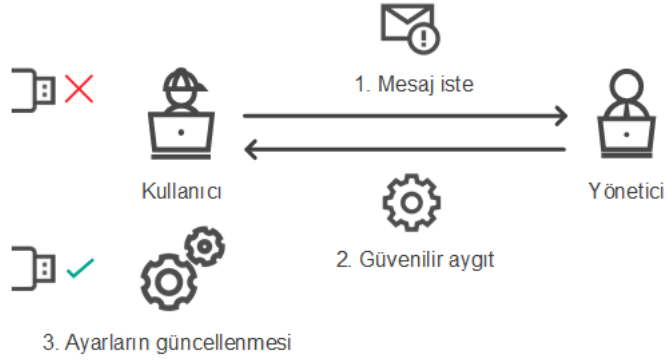 1. Mesaj iste
Kullanıcı
Yönetici
2. Güvenilir aygıt
3. Ayarların güncellenmesi